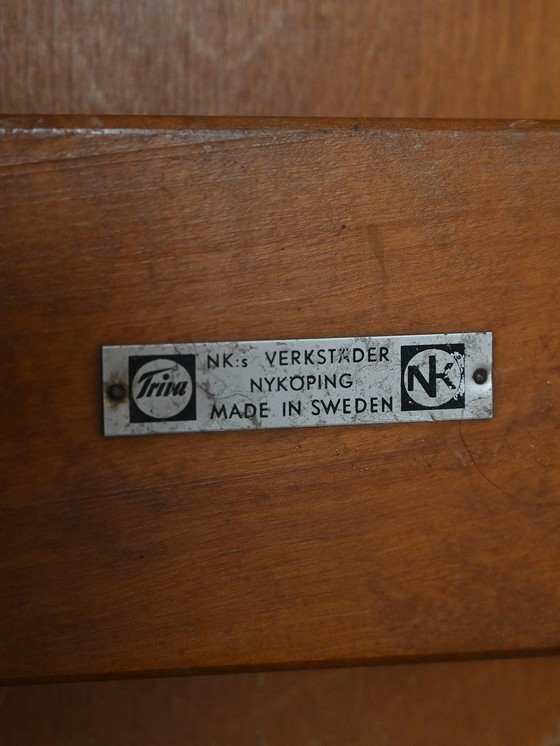 Triva
NK:s VERKSTÄDER
NYKÖPING
MADE IN SWEDEN
NK